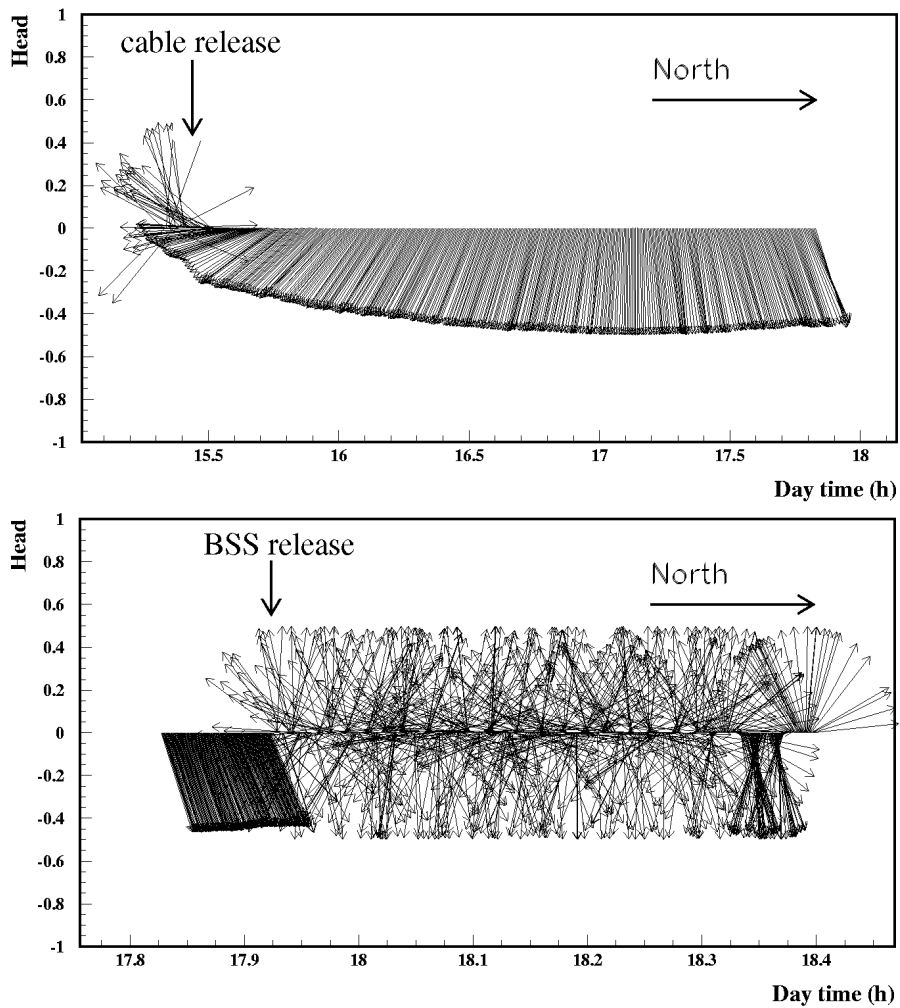 Head
1
cable release
0.8
North
0.6
0.4
0.2
0
-0.2
-0.4
-0.6
-0.8
-1
15.5 16 16.5 17 17.5 18
Day time (h)
Head
1
BSS release
0.8
North
0.6
0.4
0.2
0
-0.2
-0.4
-0.6
-0.8
-1
17.8 17.9 18 18.1 18.2 18.3 18.4
Day time (h)